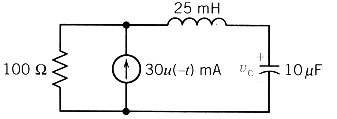 25 mH
100 Ω
30u(-t) mA
+
v_c
10 μF